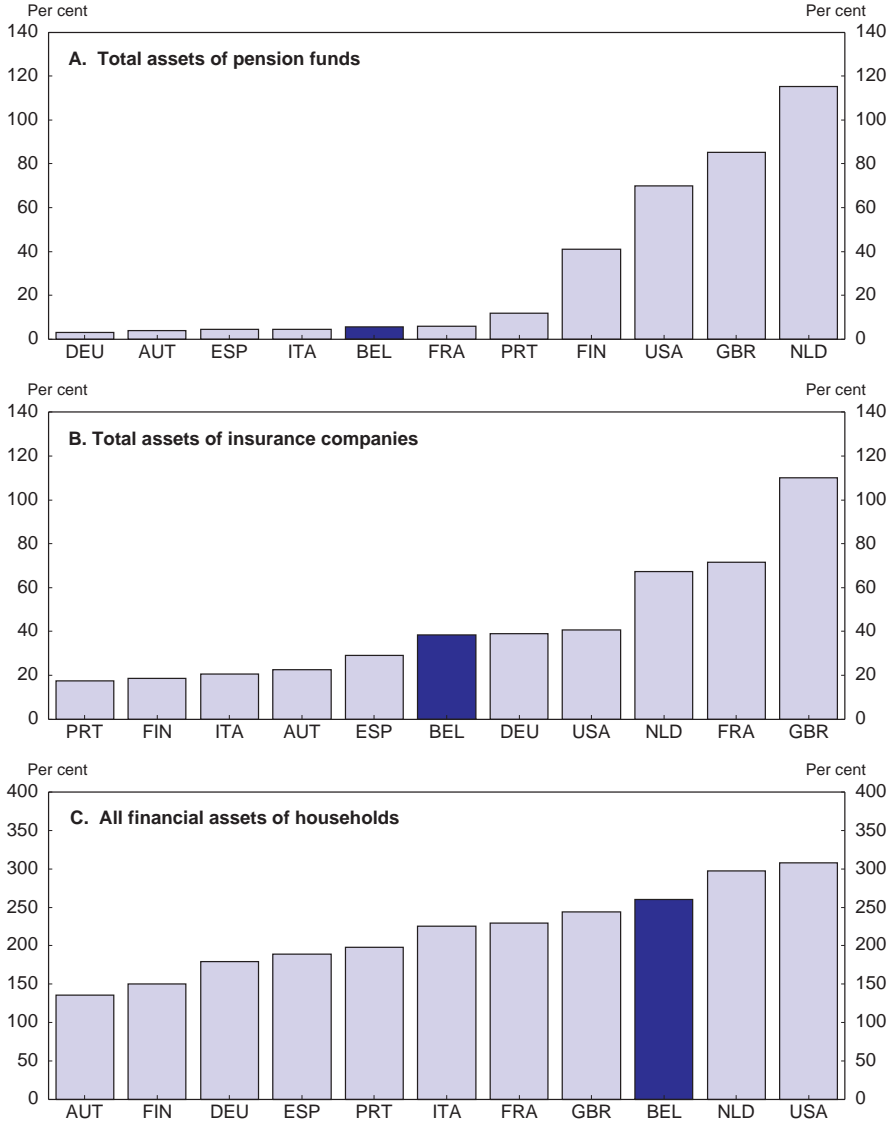 Per cent Per cent
140 140
A. Total assets of pension funds
120 120
100 100
80 80
60 60
40 40
20 20
0 0
DEU AUT ESP ITA BEL FRA PRT FIN USA GBR NLD
Per cent Per cent
140 140
B. Total assets of insurance companies
120 120
100 100
80 80
60 60
40 40
20 20
0 0
PRT FIN ITA AUT ESP BEL DEU USA NLD FRA GBR
Per cent Per cent
400 400
C. All financial assets of households
350 350
300 300
250 250
200 200
150 150
100 100
50 50
0 0
AUT FIN DEU ESP PRT ITA FRA GBR BEL NLD USA